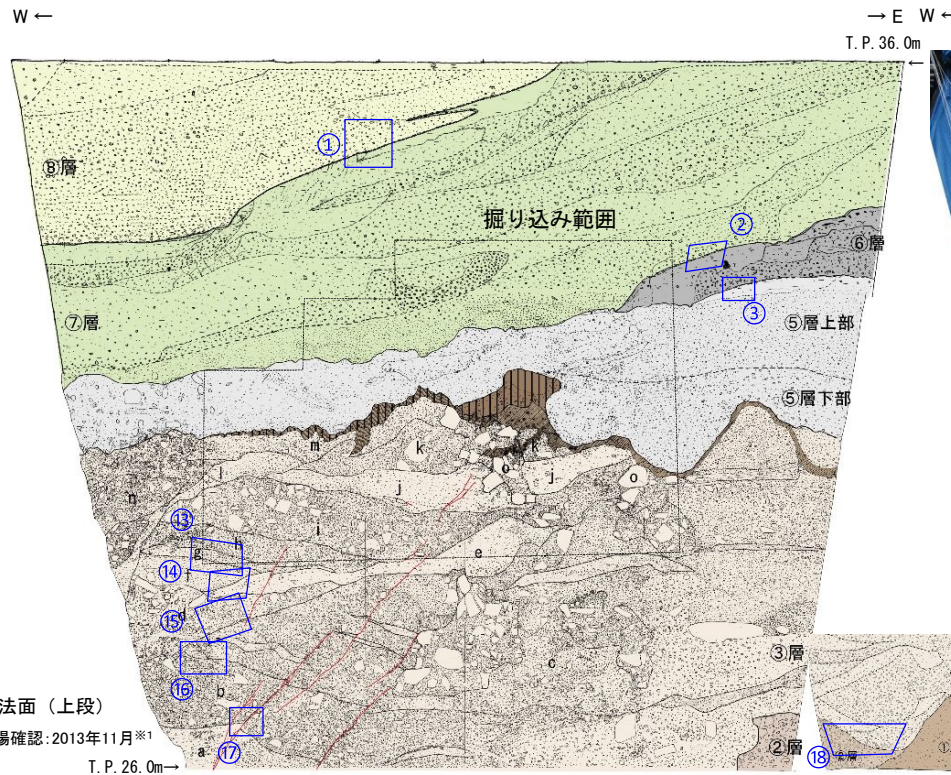 W ←
→ E
W ←
T.P.36.0m
←
①
⑧層
掘り込み範囲
②
⑥層
③
⑦層
⑤層上部
⑤層下部
m
k
k
l
o
j
j
o
n
i
⑬
h
g
e
⑭
f
d
⑮
c
③層
⑯
b
法面（上段）
場確認:2013年11月※1
⑰
a
②層
⑱
T.P.26.0m→